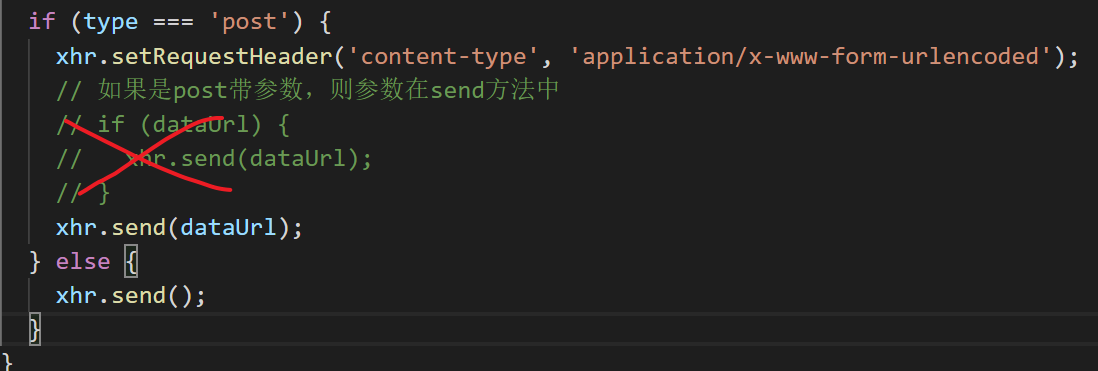 if (type === 'post') {
xhr.setRequestHeader('content-type', 'application/x-www-form-urlencoded');
// 如果是post带参数，则参数在send方法中
// if (dataUrl) {
//   xhr.send(dataUrl);
// }
xhr.send(dataUrl);
} else {
xhr.send();
}
}